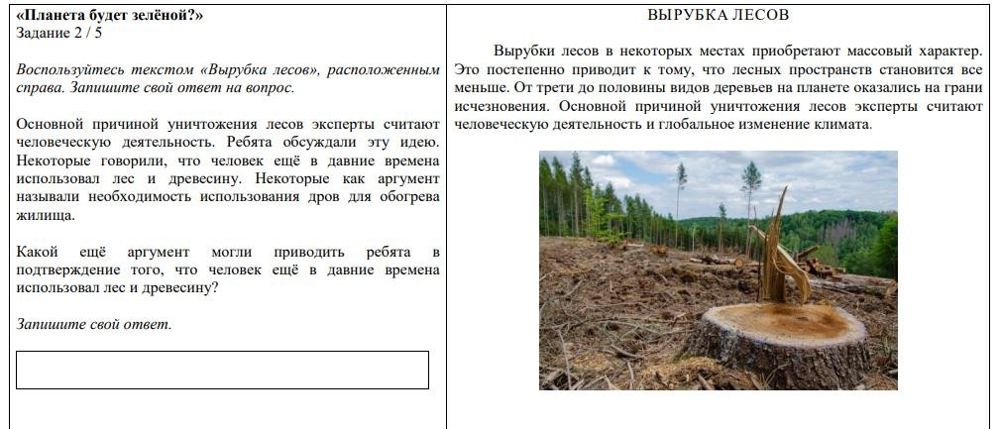 «Планета будет зелёной?»
Задание 2 / 5
Воспользуйтесь текстом «Вырубка лесов», расположенным
справа. Запишите свой ответ на вопрос.
Основной причиной уничтожения лесов эксперты считают
человеческую деятельность. Ребята обсуждали эту идею.
Некоторые говорили, что человек ещё в давние времена
использовал лес и древесину. Некоторые как аргумент
называли необходимость использования дров для обогрева
жилища.
Какой ещё аргумент могли приводить ребята в
подтверждение того, что человек ещё в давние времена
использовал лес и древесину?
Запишите свой ответ.
ВЫРУБКА ЛЕСОВ
Вырубки лесов в некоторых местах приобретают массовый характер.
Это постепенно приводит к тому, что лесных пространств становится все
меньше. От трети до половины видов деревьев на планете оказались на грани
исчезновения. Основной причиной уничтожения лесов эксперты считают
человеческую деятельность и глобальное изменение климата.